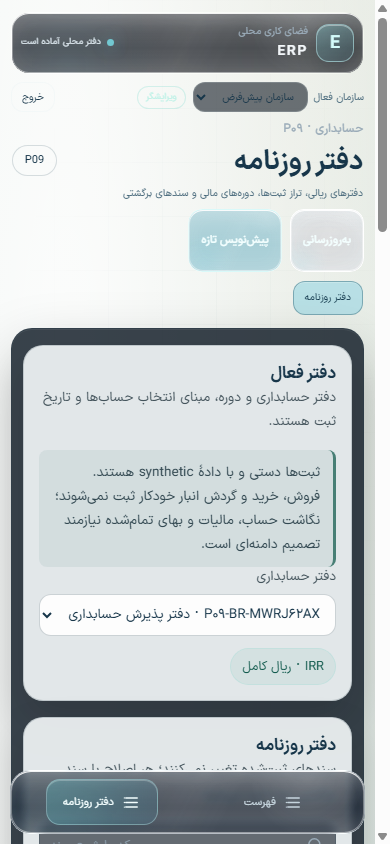 فضای کاری محلی
ERP
E
دفتر محلی آماده است
سازمان فعال
سازمان پیش‌فرض
ویرایشگر
خروج
حسابداری · P۰۹
دفتر روزنامه
P09
دفترهای ریالی، تراز ثبت‌ها، دوره‌های مالی و سندهای برگشتی
به‌روزرسانی
پیش‌نویس تازه
دفتر روزنامه
دفتر فعال
دفتر حسابداری و دوره، مبنای انتخاب حساب‌ها و تاریخ
ثبت هستند.
ثبت‌ها دستی و با دادهٔ synthetic هستند.
فروش، خرید و گردش انبار خودکار ثبت نمی‌شوند؛
نگاشت حساب، مالیات و بهای تمام‌شده نیازمند
تصمیم دامنه‌ای است.
دفتر حسابداری
P۰۹-BR-MWRJ۶۲AX · دفتر پذیرش حسابداری
IRR · ریال کامل
دفتر روزنامه
فهرست
دفتر روزنامه